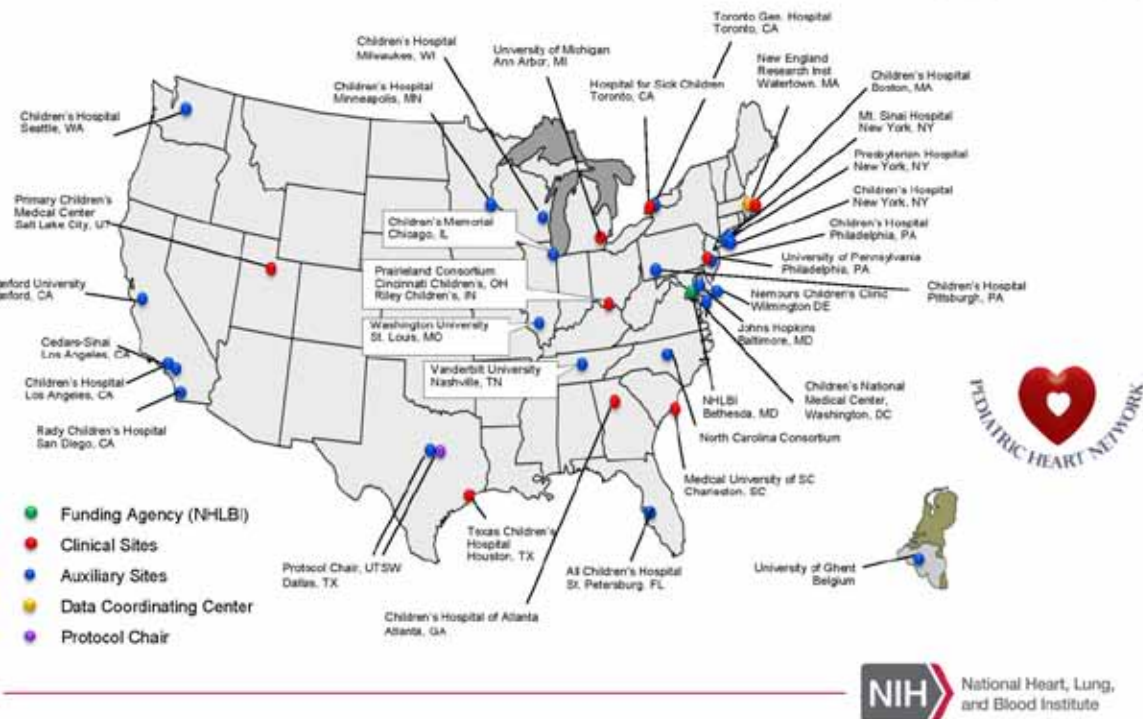 Toronto Gen. Hospital
Toronto, CA
Children's Hospital
Milwaukes, WI
University of Michigan
Ann Arbor, MI
New England
Research Inst
Watertown, MA
Hospital for Sick Children
Toronto, CA
Children's Hospital
Boston, MA
Children's Hospital
Minneapolis, MN
Mt. Sinai Hospital
New York, NY
Children's Hospital
Seattle, WA
Presbyterian Hospital
New York, NY
Children's Hospital
New York, NY
Primary Children's
Medical Center
Salt Lake City, UT
Children's Memorial
Chicago, IL
Children's Hospital
Philadelphia, PA
University of Pennsylvania
Philadelphia, PA
Prairieland Consortium
Cincinnati Children's, OH
Riley Children's, IN
Children's Hospital
Pittsburgh, PA
anford University
anford, CA
Nemours Children's Clinic
Wilmington DE
Washington University
St. Louis, MO
Johns Hopkins
Baltimore, MD
Cedars-Sinai
Los Angeles, CA
Vanderbilt University
Nashville, TN
Children's Hospital
Los Angeles, CA
Children's National
Medical Center,
Washington, DC
NHLBI
Bethesda, MD
PEDIATRIC HEART NETWORK
Rady Children's Hospital
San Diego, CA
North Carolina Consortium
Medical University of SC
Charleston, SC
Funding Agency (NHLBI)
Clinical Sites
Auxiliary Sites
Data Coordinating Center
Protocol Chair
Texas Children's
Hospital
Houston, TX
Protocol Chair, UTSW
Dallas, TX
All Children's Hospital
St. Petersburg, FL
University of Ghent
Belgium
Children's Hospital of Atlanta
Atlanta, GA
NIH
National Heart, Lung,
and Blood Institute